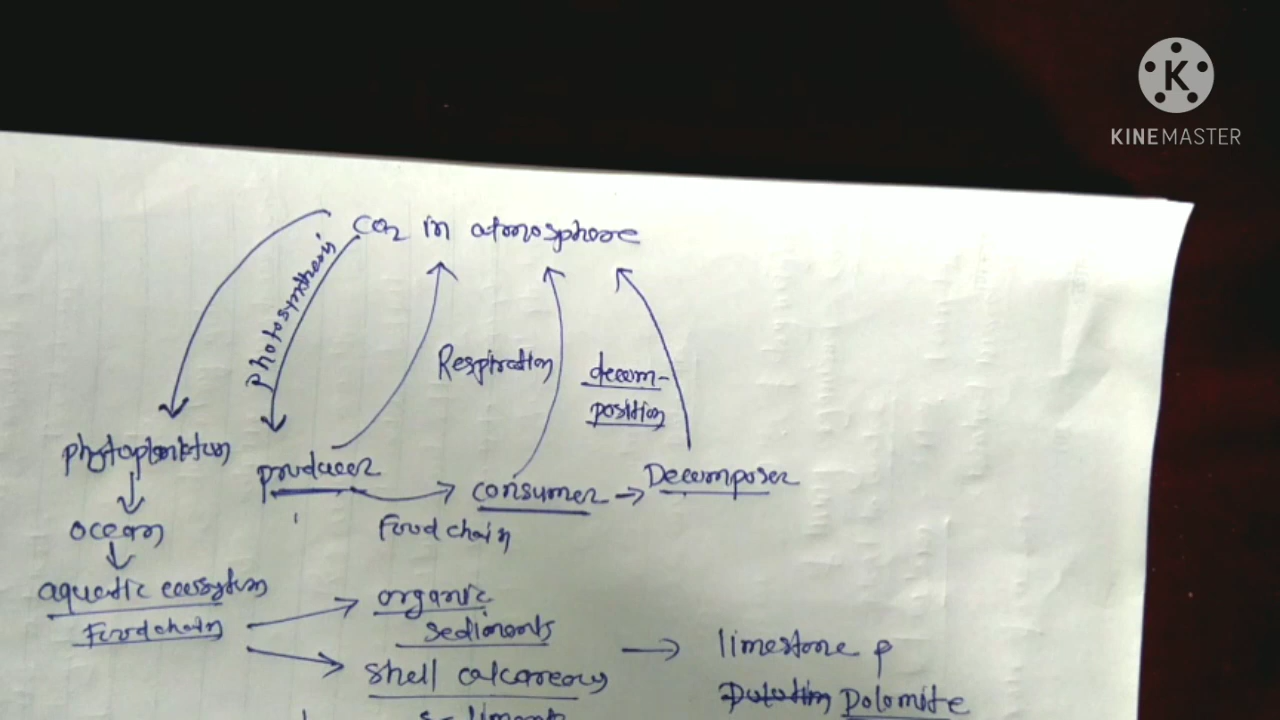 K
KINEMASTER
CO2 in atmosphere
photosynthesis
Respiration
decom-
position
phytoplankton
producer
consumer
Decomposer
Food chain
ocean
aquatic ecosystem
Food chain
organic
sediments
shell calcareous
sediments
limestone
Dolomite